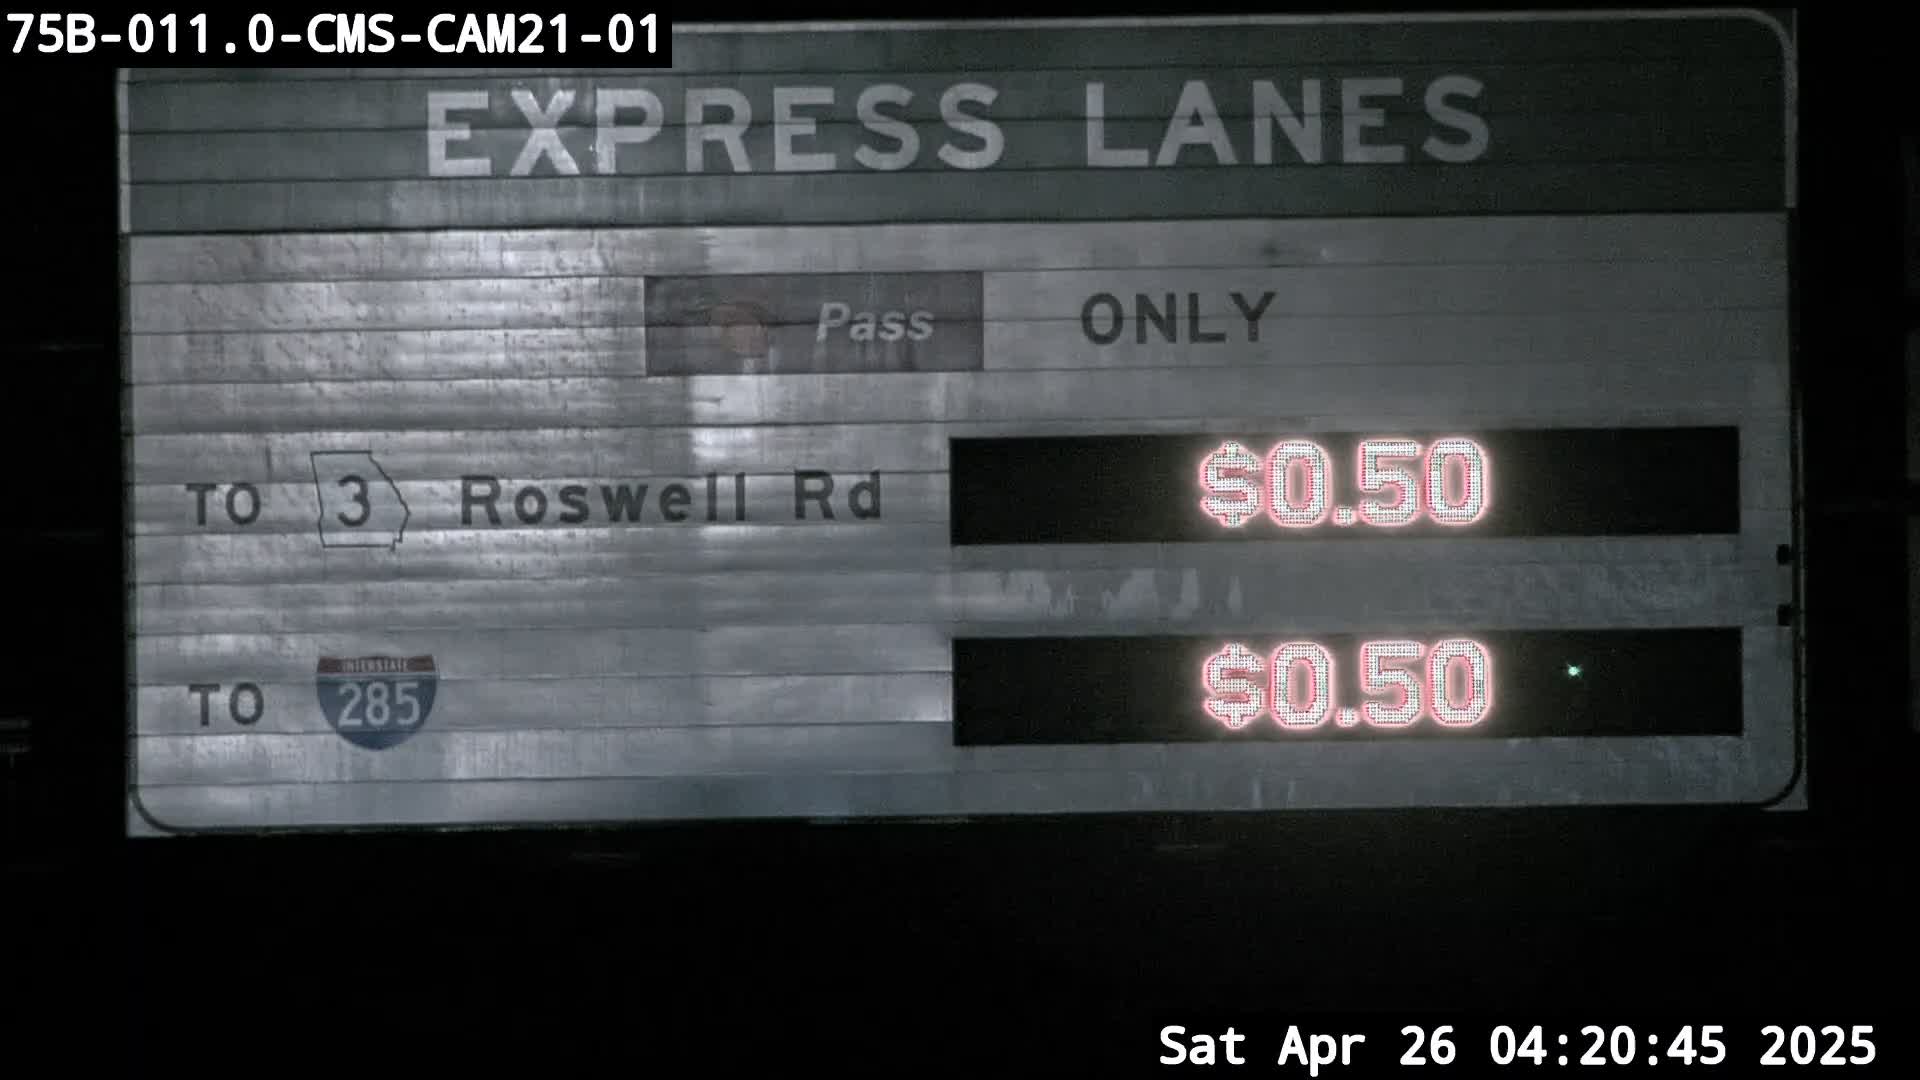 75B-011.0-CMS-CAM21-01
EXPRESS LANES
Pass ONLY
TO 3 Roswell Rd $0.50
INTERSTATE
TO 285 $0.50
Sat Apr 26 04:20:45 2025